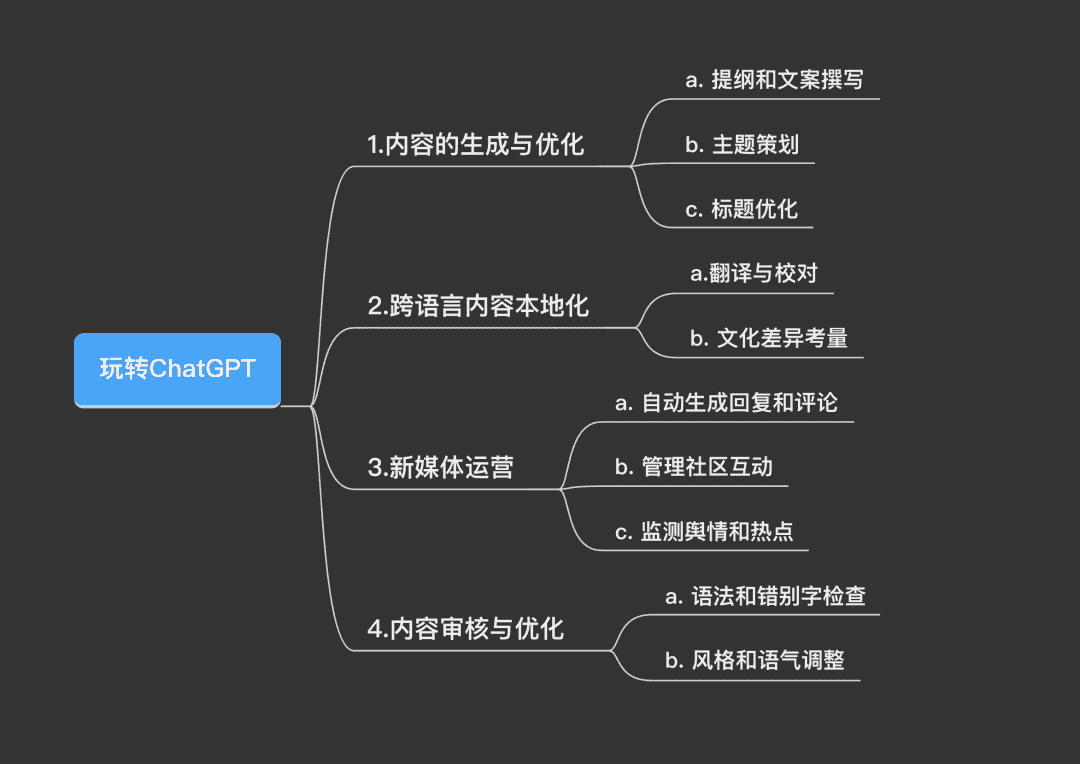 玩转ChatGPT
1.内容的生成与优化
a. 提纲和文案撰写
b. 主题策划
c. 标题优化
2.跨语言内容本地化
a.翻译与校对
b. 文化差异考量
3.新媒体运营
a. 自动生成回复和评论
b. 管理社区互动
c. 监测舆情和热点
4.内容审核与优化
a. 语法和错别字检查
b. 风格和语气调整